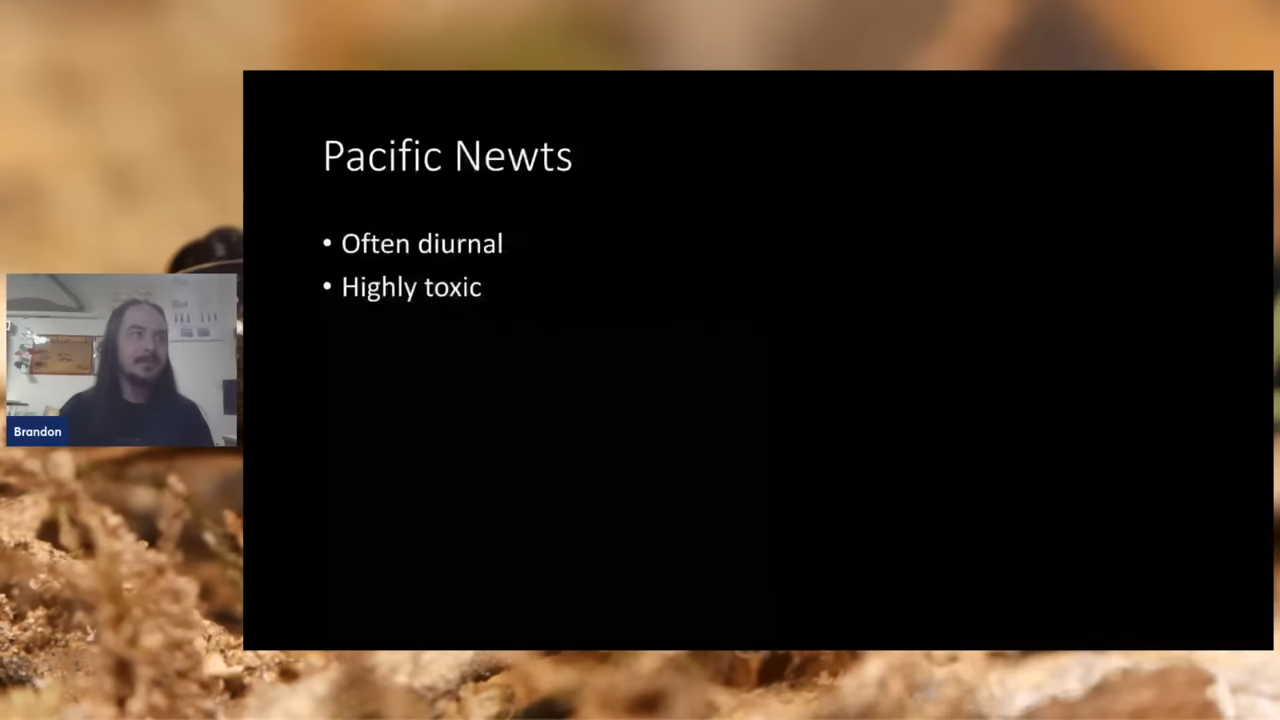 Pacific Newts
• Often diurnal
• Highly toxic
Brandon